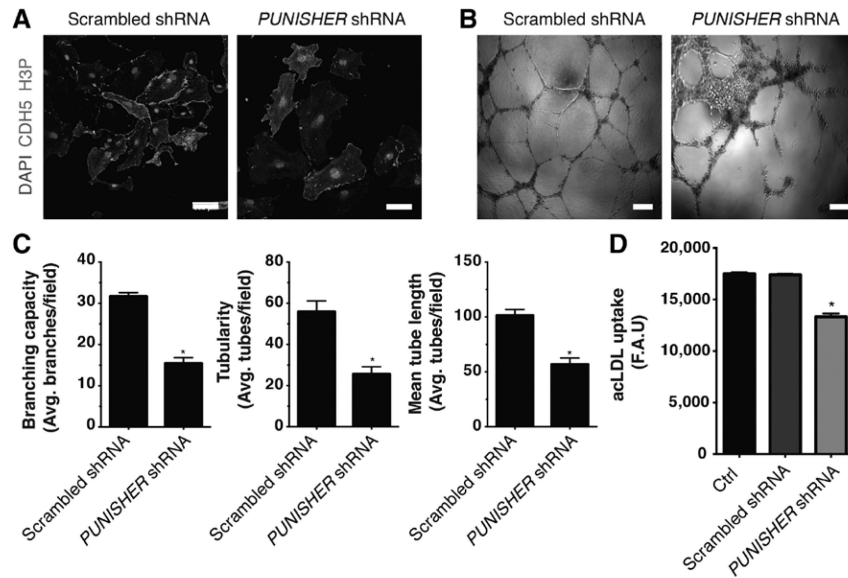 A
Scrambled shRNA
PUNISHER shRNA
DAPI CDH5 H3P
B
Scrambled shRNA
PUNISHER shRNA
C
Branching capacity
(Avg. branches/field)
40
30
20
10
0
Scrambled shRNA
PUNISHER shRNA
*
Tubularity
(Avg. tubes/field)
80
60
40
20
0
Scrambled shRNA
PUNISHER shRNA
*
Mean tube length
(Avg. tubes/field)
150
100
50
0
Scrambled shRNA
PUNISHER shRNA
*
D
acLDL uptake
(F.A.U)
20,000
15,000
10,000
5,000
0
Ctrl
Scrambled shRNA
PUNISHER shRNA
*